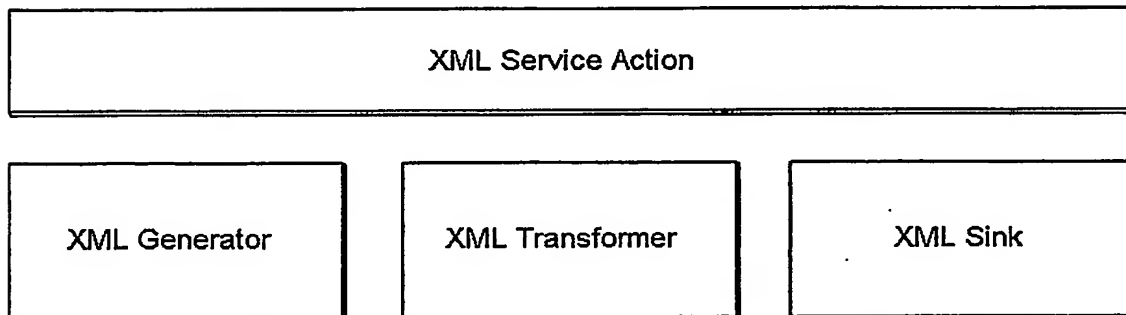 XML Service Action
XML Generator
XML Transformer
XML Sink